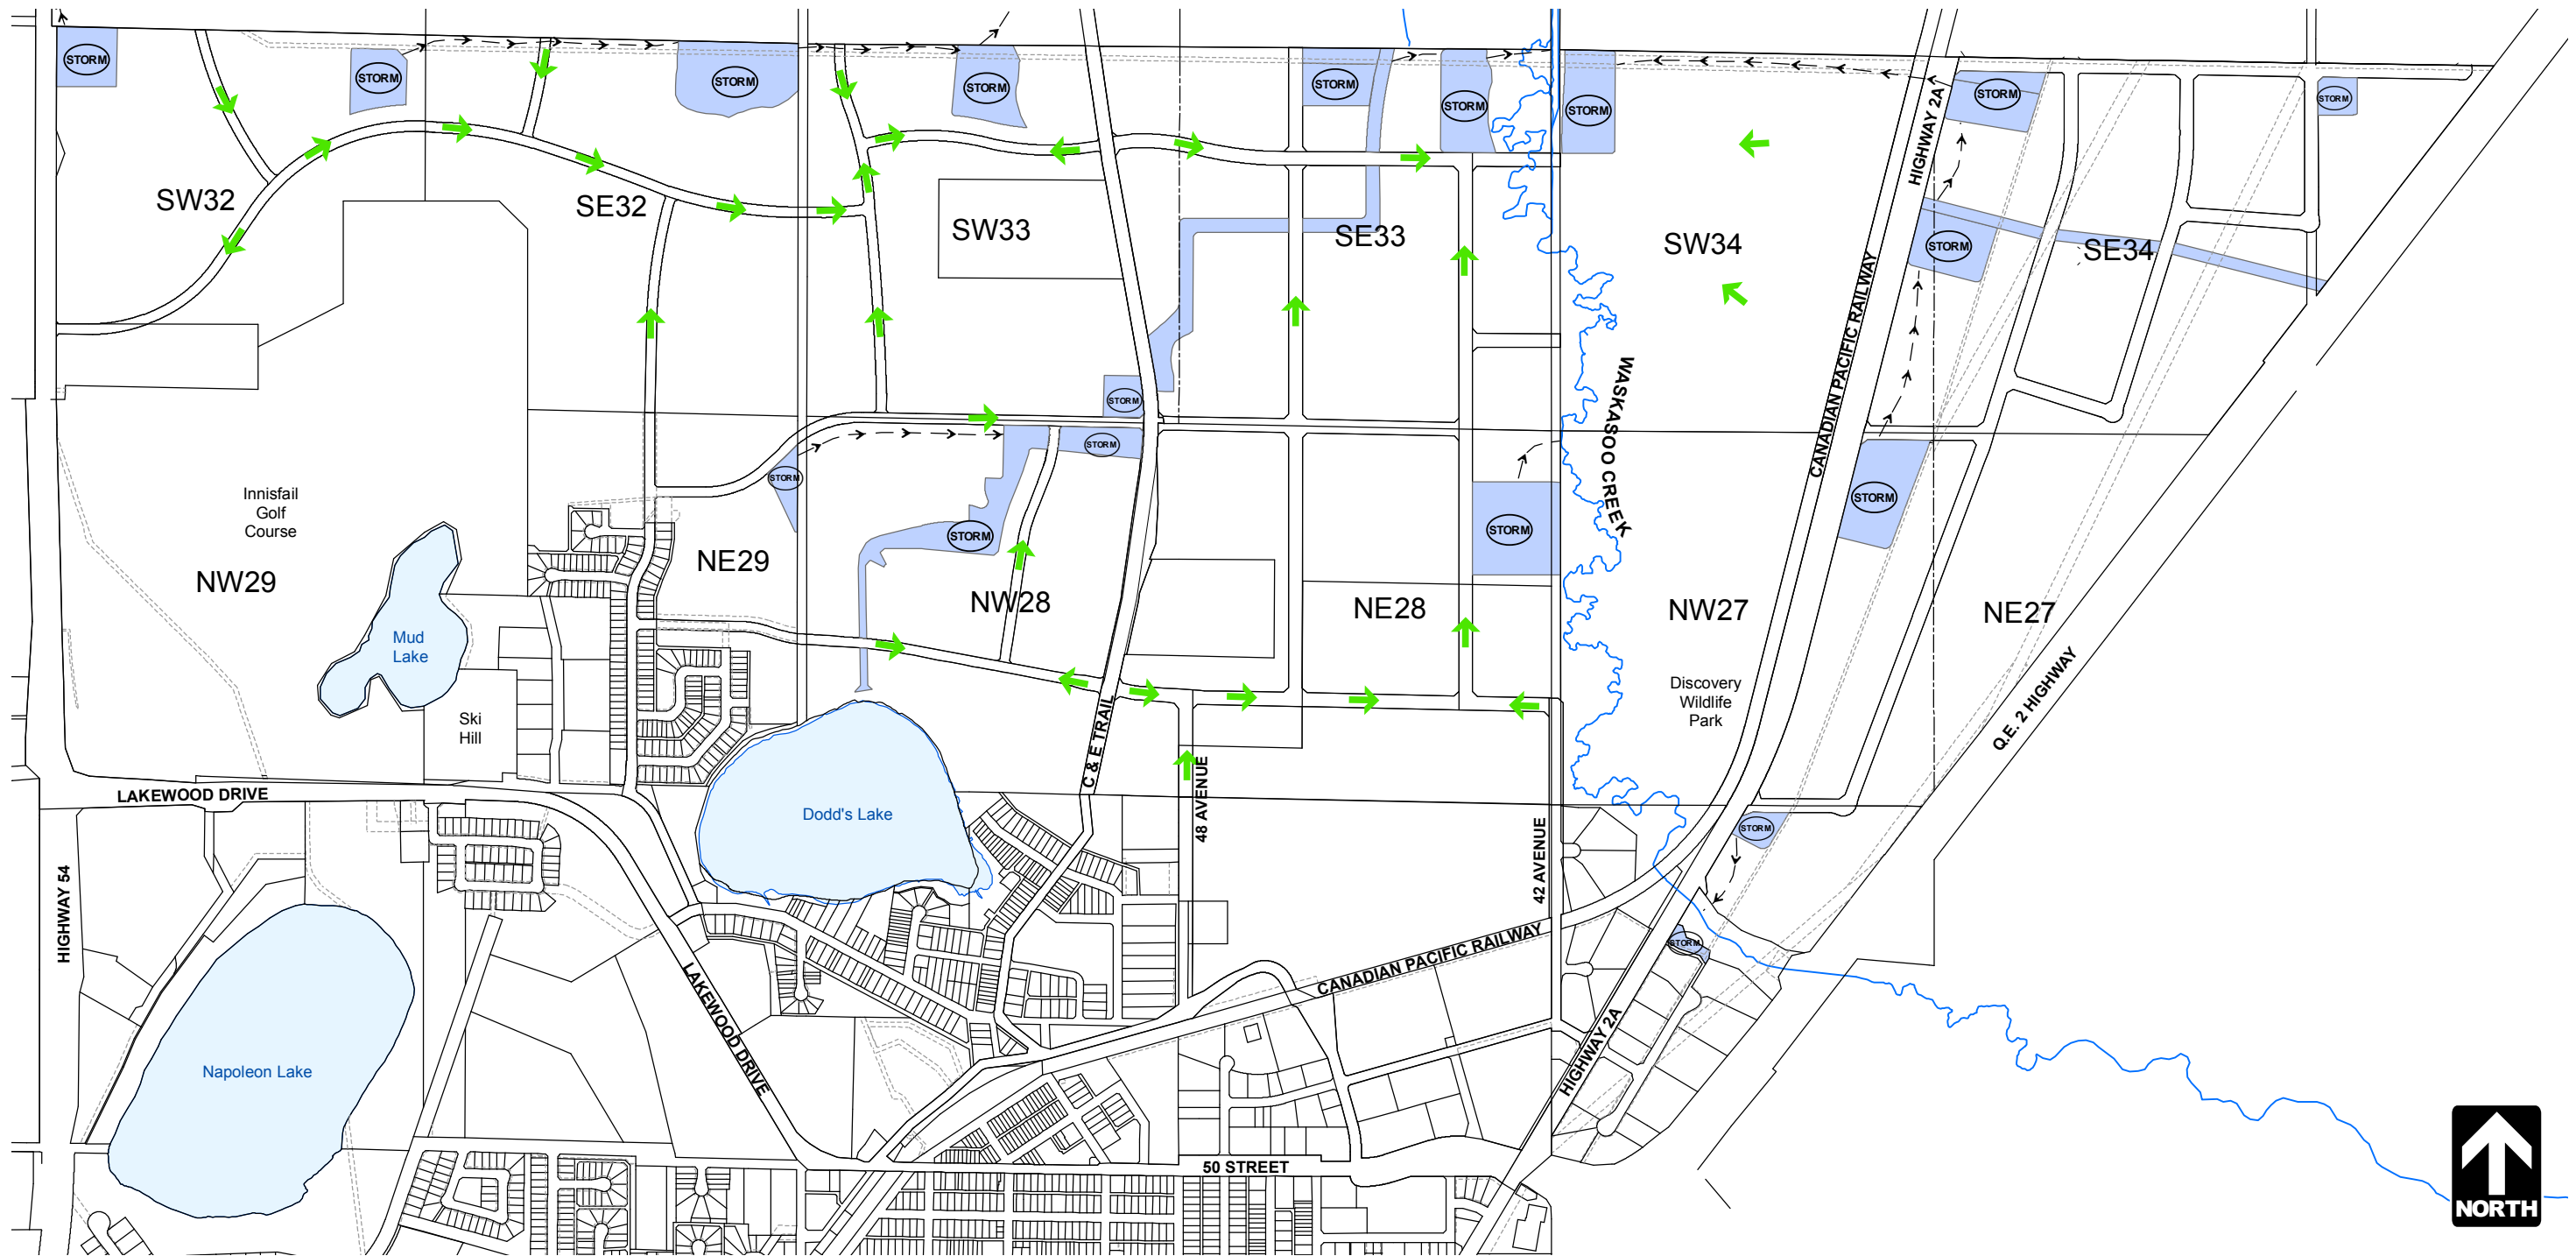 STORM
STORM
STORM
STORM
STORM
STORM
STORM
STORM
STORM
HIGHWAY 2A
SW32
SE32
SW33
SE33
SW34
STORM
SE34
CANADIAN PACIFIC RAILWAY
STORM
STORM
STORM
WASKASOO CREEK
Innisfail
Golf
Course
STORM
STORM
STORM
NW29
NE29
NW28
NE28
NW27
NE27
Mud
Lake
Ski
Hill
Discovery
Wildlife
Park
Q.E. 2 HIGHWAY
C & E TRAIL
LAKEWOOD DRIVE
48 AVENUE
Dodd's Lake
STORM
42 AVENUE
HIGHWAY 54
STORM
CANADIAN PACIFIC RAILWAY
LAKEWOOD DRIVE
HIGHWAY 2A
Napoleon Lake
50 STREET
NORTH